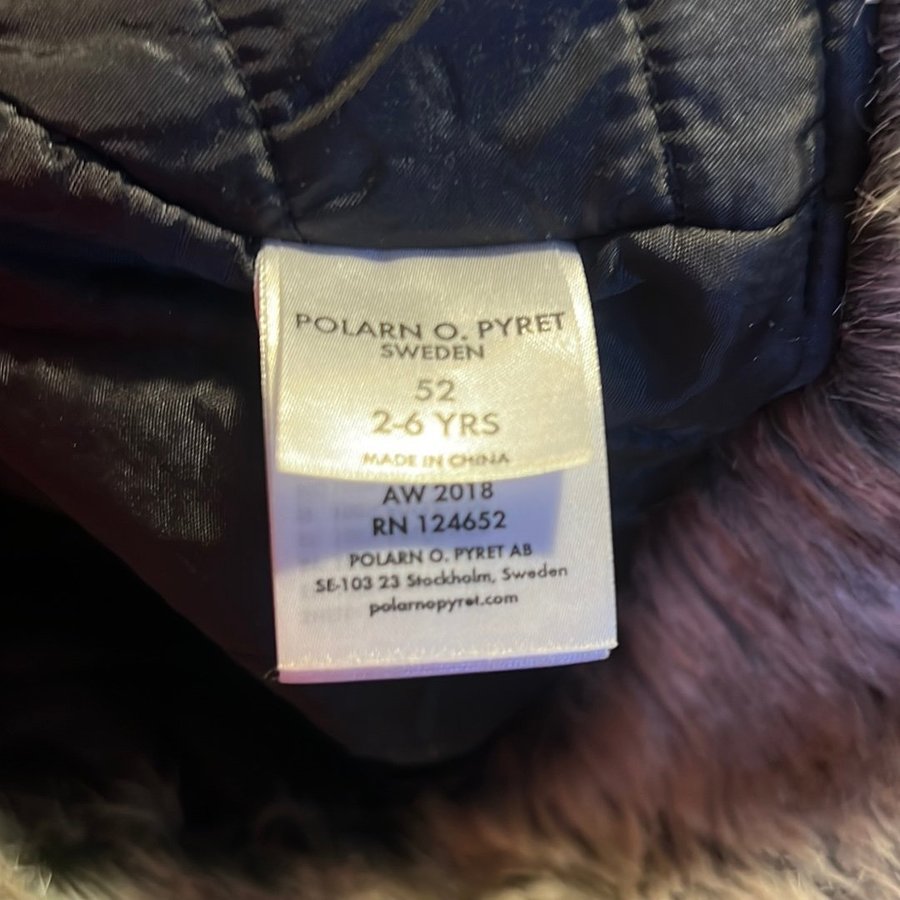 POLARN O. PYRET
SWEDEN
52
2-6 YRS
MADE IN CHINA
AW 2018
RN 124652
POLARN O. PYRET AB
SE-103 23 Stockholm, Sweden
polarnopyret.com